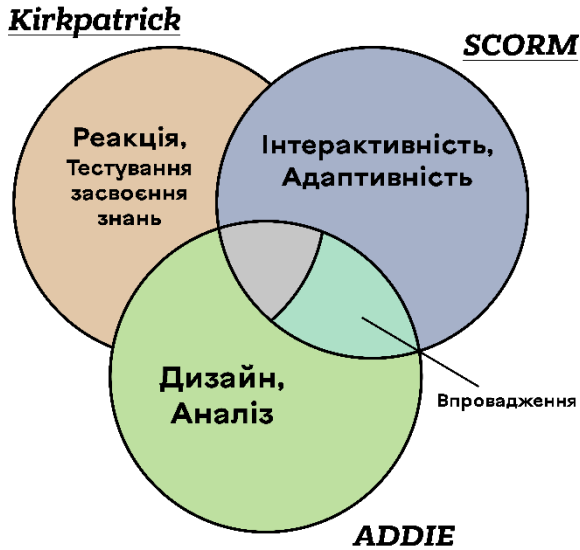 Kirkpatrick
SCORM
Реакція,
Тестування
засвоєння
знань
Інтерактивність,
Адаптивність
Дизайн,
Аналіз
Впровадження
ADDIE